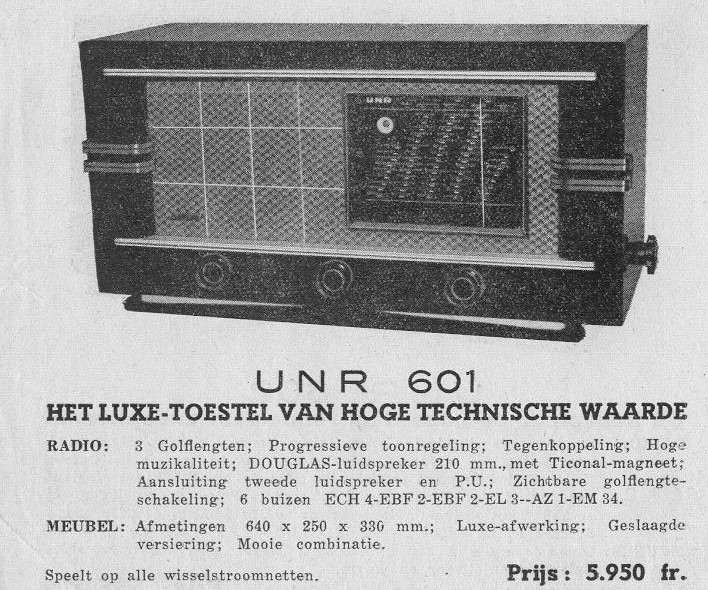 UNR
UNR 601
HET LUXE-TOESTEL VAN HOGE TECHNISCHE WAARDE
RADIO: 3 Golflengten; Progressieve toonregeling; Tegenkoppeling; Hoge
muzikaliteit; DOUGLAS-luidspreker 210 mm., met Ticonal-magneet;
Aansluiting tweede luidspreker en P.U.; Zichtbare golflengte-
schakeling; 6 buizen ECH 4-EBF 2-EBF 2-EL 3--AZ 1-EM 34.
MEUBEL: Afmetingen 640 x 250 x 330 mm.; Luxe-afwerking; Geslaagde
versiering; Mooie combinatie.
Speelt op alle wisselstroomnetten. Prijs: 5.950 fr.